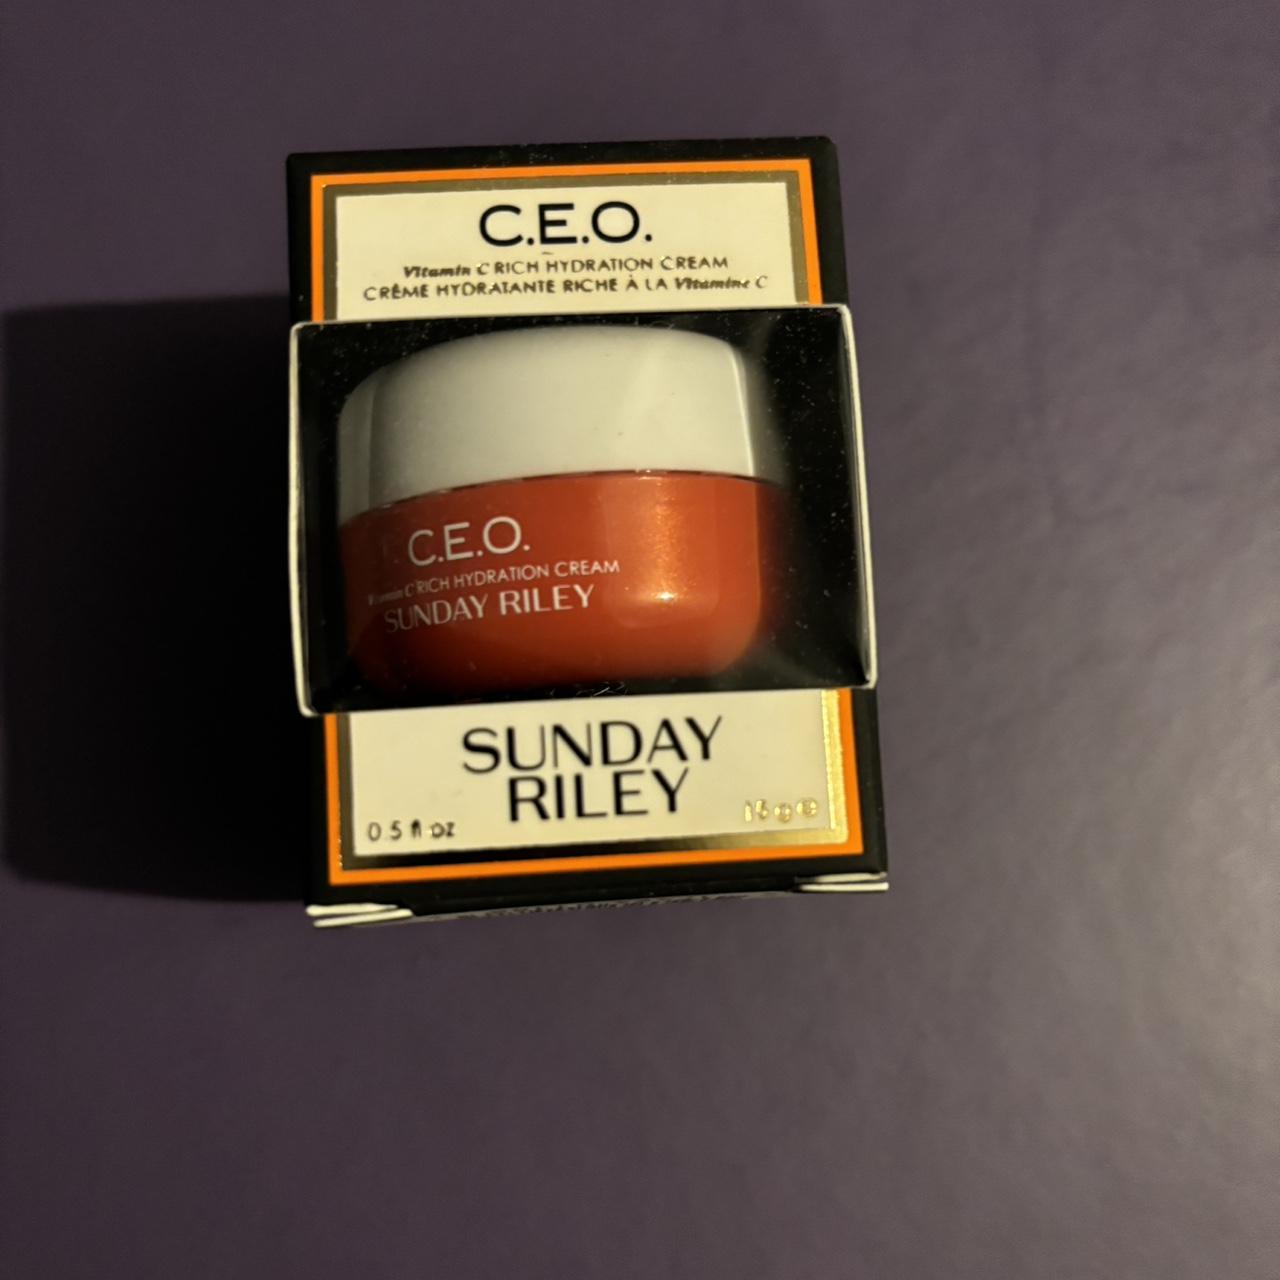 C.E.O.
Vitamin C RICH HYDRATION CREAM
CRÈME HYDRATANTE RICHE À LA Vitamine C
C.E.O.
Vitamin C RICH HYDRATION CREAM
SUNDAY RILEY
SUNDAY
RILEY
0.5 fl oz
15 g ℮